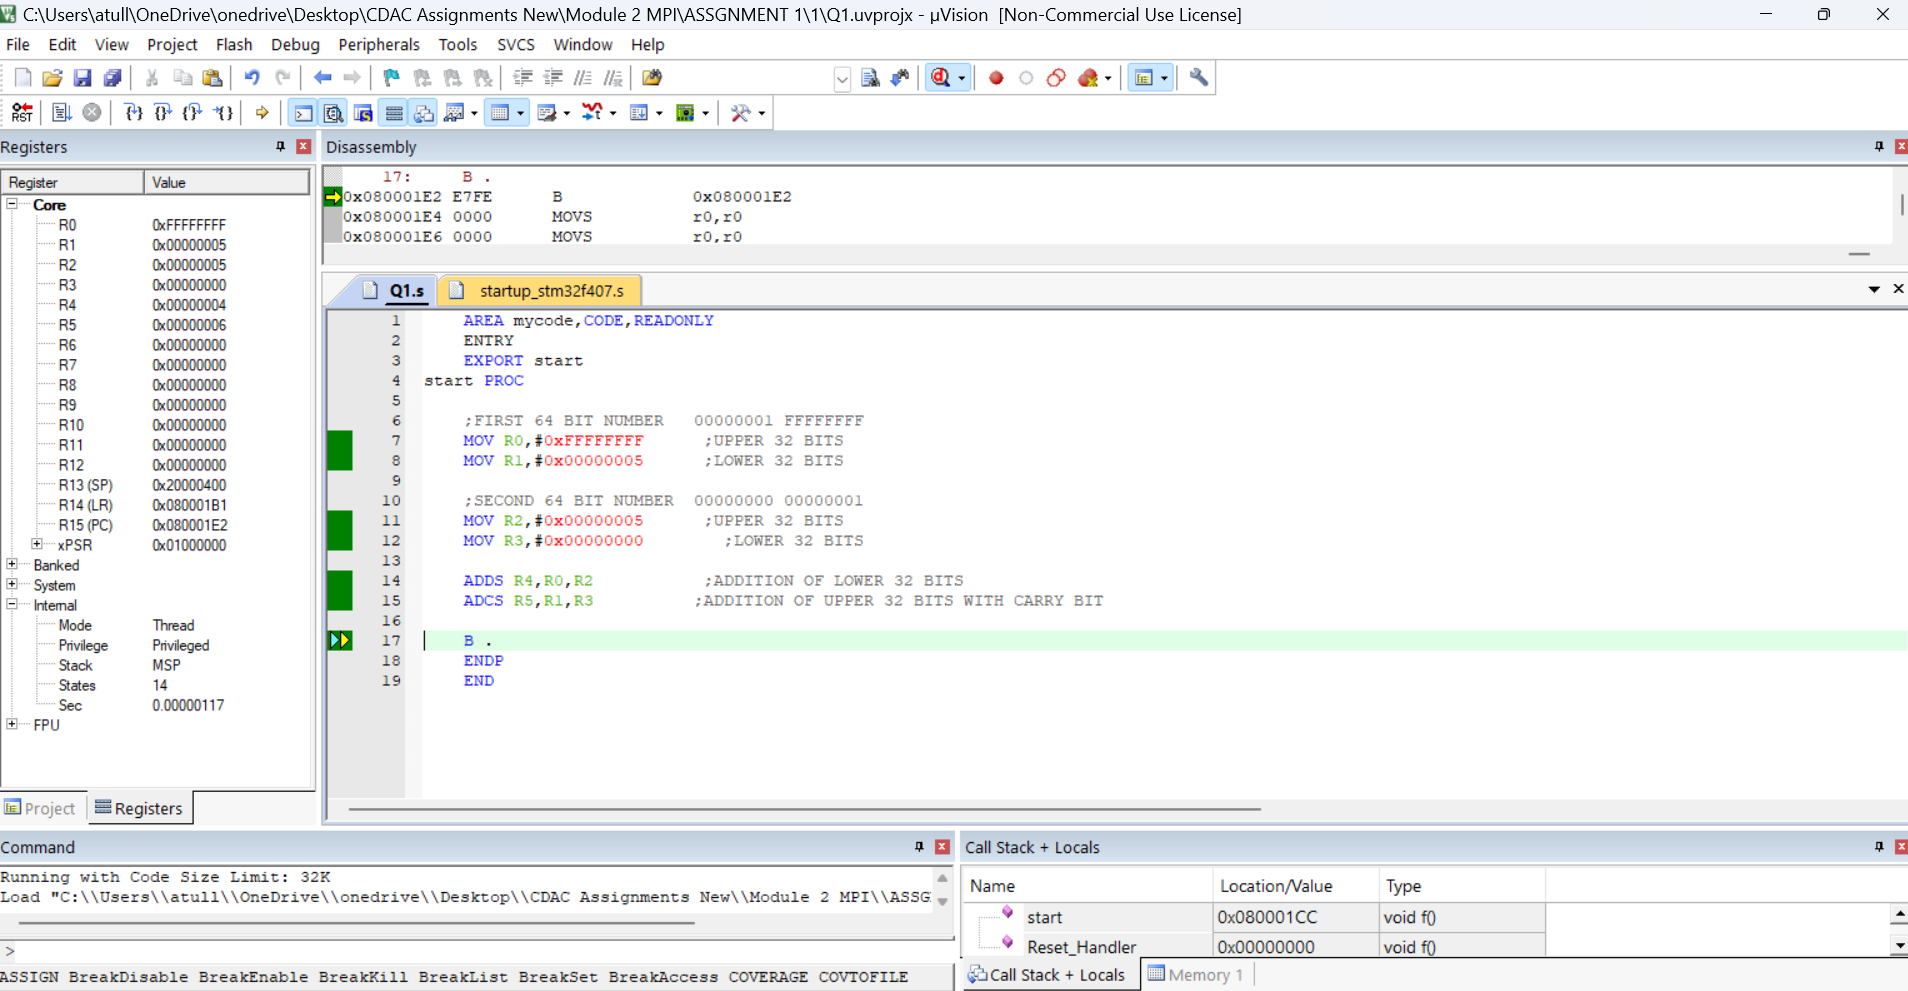 C:\Users\atull\OneDrive\onedrive\Desktop\CDAC Assignments New\Module 2 MPI\ASSGNMENT 1\1\Q1.uvprojx - µVision  [Non-Commercial Use License]
File Edit View Project Flash Debug Peripherals Tools SVCS Window Help
RST
Registers
Register Value
Core
R0 0xFFFFFFFF
R1 0x00000005
R2 0x00000005
R3 0x00000000
R4 0x00000004
R5 0x00000006
R6 0x00000000
R7 0x00000000
R8 0x00000000
R9 0x00000000
R10 0x00000000
R11 0x00000000
R12 0x00000000
R13 (SP) 0x20000400
R14 (LR) 0x080001B1
R15 (PC) 0x080001E2
xPSR 0x01000000
Banked
System
Internal
Mode Thread
Privilege Privileged
Stack MSP
States 14
Sec 0.00000117
FPU
Project Registers
Disassembly
17: B .
0x080001E2 E7FE B 0x080001E2
0x080001E4 0000 MOVS r0,r0
0x080001E6 0000 MOVS r0,r0
Q1.s startup_stm32f407.s
1 AREA mycode,CODE,READONLY
2 ENTRY
3 EXPORT start
4 start PROC
5
6 ;FIRST 64 BIT NUMBER 00000001 FFFFFFFF
7 MOV R0,#0xFFFFFFFF ;UPPER 32 BITS
8 MOV R1,#0x00000005 ;LOWER 32 BITS
9
10 ;SECOND 64 BIT NUMBER 00000000 00000001
11 MOV R2,#0x00000005 ;UPPER 32 BITS
12 MOV R3,#0x00000000 ;LOWER 32 BITS
13
14 ADDS R4,R0,R2 ;ADDITION OF LOWER 32 BITS
15 ADCS R5,R1,R3 ;ADDITION OF UPPER 32 BITS WITH CARRY BIT
16
17 B .
18 ENDP
19 END
Command
Running with Code Size Limit: 32K
Load "C:\\Users\\atull\\OneDrive\\onedrive\\Desktop\\CDAC Assignments New\\Module 2 MPI\\ASSG
>
ASSIGN BreakDisable BreakEnable BreakKill BreakList BreakSet BreakAccess COVERAGE COVTOFILE
Call Stack + Locals
Name Location/Value Type
start 0x080001CC void f()
Reset_Handler 0x00000000 void f()
Call Stack + Locals Memory 1